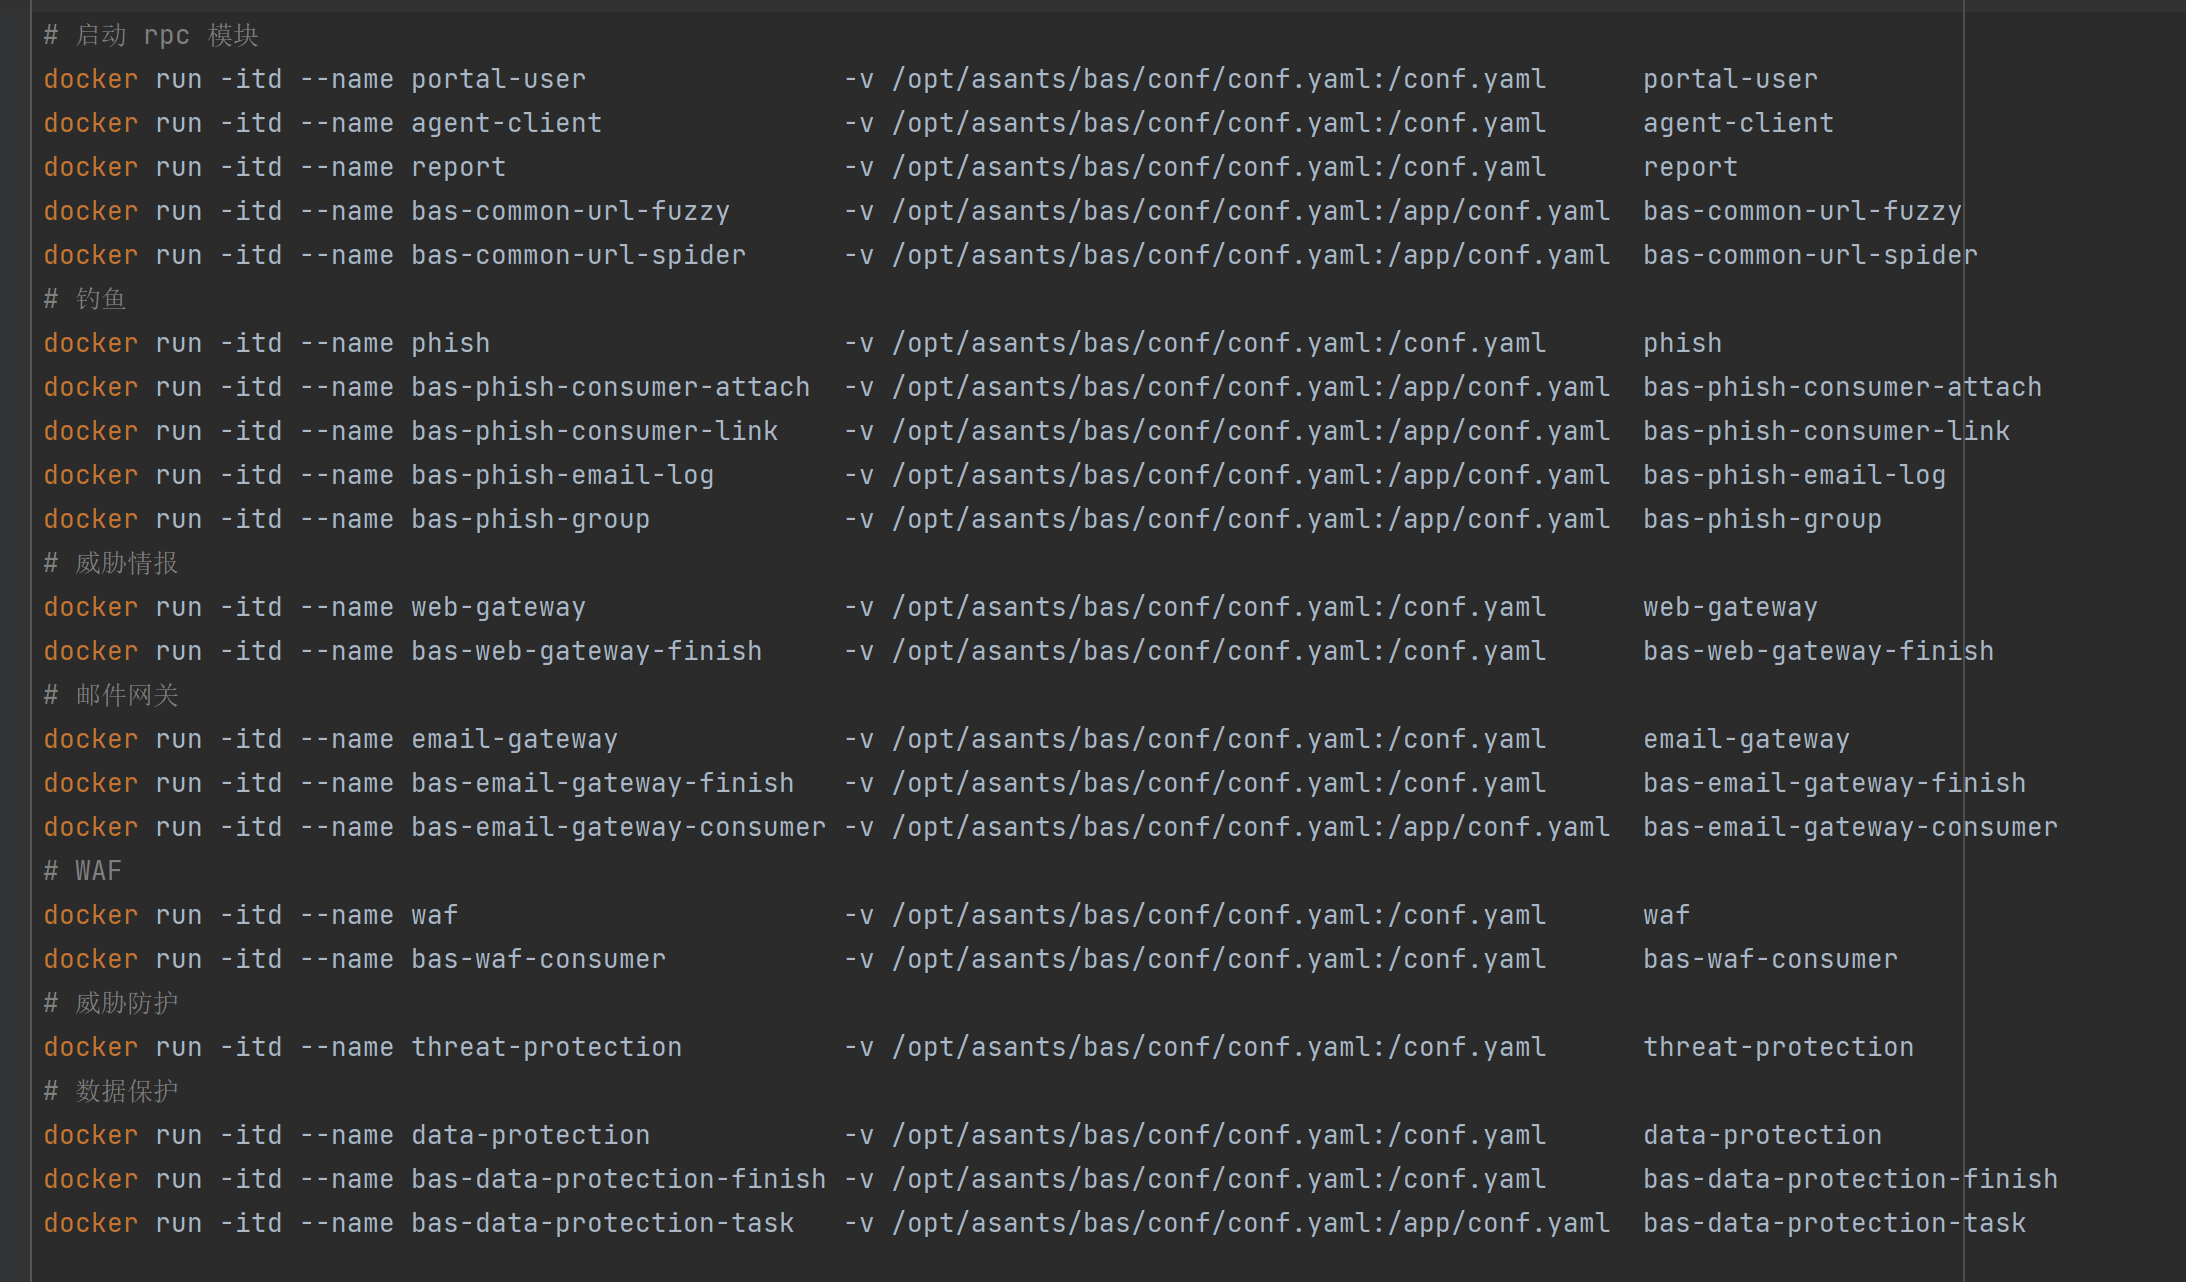 # 启动 rpc 模块
docker run -itd --name portal-user                -v /opt/asants/bas/conf/conf.yaml:/conf.yaml      portal-user
docker run -itd --name agent-client               -v /opt/asants/bas/conf/conf.yaml:/conf.yaml      agent-client
docker run -itd --name report                     -v /opt/asants/bas/conf/conf.yaml:/conf.yaml      report
docker run -itd --name bas-common-url-fuzzy       -v /opt/asants/bas/conf/conf.yaml:/app/conf.yaml  bas-common-url-fuzzy
docker run -itd --name bas-common-url-spider      -v /opt/asants/bas/conf/conf.yaml:/app/conf.yaml  bas-common-url-spider
# 钓鱼
docker run -itd --name phish                      -v /opt/asants/bas/conf/conf.yaml:/conf.yaml      phish
docker run -itd --name bas-phish-consumer-attach  -v /opt/asants/bas/conf/conf.yaml:/app/conf.yaml  bas-phish-consumer-attach
docker run -itd --name bas-phish-consumer-link    -v /opt/asants/bas/conf/conf.yaml:/app/conf.yaml  bas-phish-consumer-link
docker run -itd --name bas-phish-email-log        -v /opt/asants/bas/conf/conf.yaml:/app/conf.yaml  bas-phish-email-log
docker run -itd --name bas-phish-group            -v /opt/asants/bas/conf/conf.yaml:/app/conf.yaml  bas-phish-group
# 威胁情报
docker run -itd --name web-gateway                -v /opt/asants/bas/conf/conf.yaml:/conf.yaml      web-gateway
docker run -itd --name bas-web-gateway-finish     -v /opt/asants/bas/conf/conf.yaml:/conf.yaml      bas-web-gateway-finish
# 邮件网关
docker run -itd --name email-gateway              -v /opt/asants/bas/conf/conf.yaml:/conf.yaml      email-gateway
docker run -itd --name bas-email-gateway-finish   -v /opt/asants/bas/conf/conf.yaml:/conf.yaml      bas-email-gateway-finish
docker run -itd --name bas-email-gateway-consumer -v /opt/asants/bas/conf/conf.yaml:/app/conf.yaml  bas-email-gateway-consumer
# WAF
docker run -itd --name waf                        -v /opt/asants/bas/conf/conf.yaml:/conf.yaml      waf
docker run -itd --name bas-waf-consumer           -v /opt/asants/bas/conf/conf.yaml:/conf.yaml      bas-waf-consumer
# 威胁防护
docker run -itd --name threat-protection          -v /opt/asants/bas/conf/conf.yaml:/conf.yaml      threat-protection
# 数据保护
docker run -itd --name data-protection            -v /opt/asants/bas/conf/conf.yaml:/conf.yaml      data-protection
docker run -itd --name bas-data-protection-finish -v /opt/asants/bas/conf/conf.yaml:/conf.yaml      bas-data-protection-finish
docker run -itd --name bas-data-protection-task   -v /opt/asants/bas/conf/conf.yaml:/app/conf.yaml  bas-data-protection-task